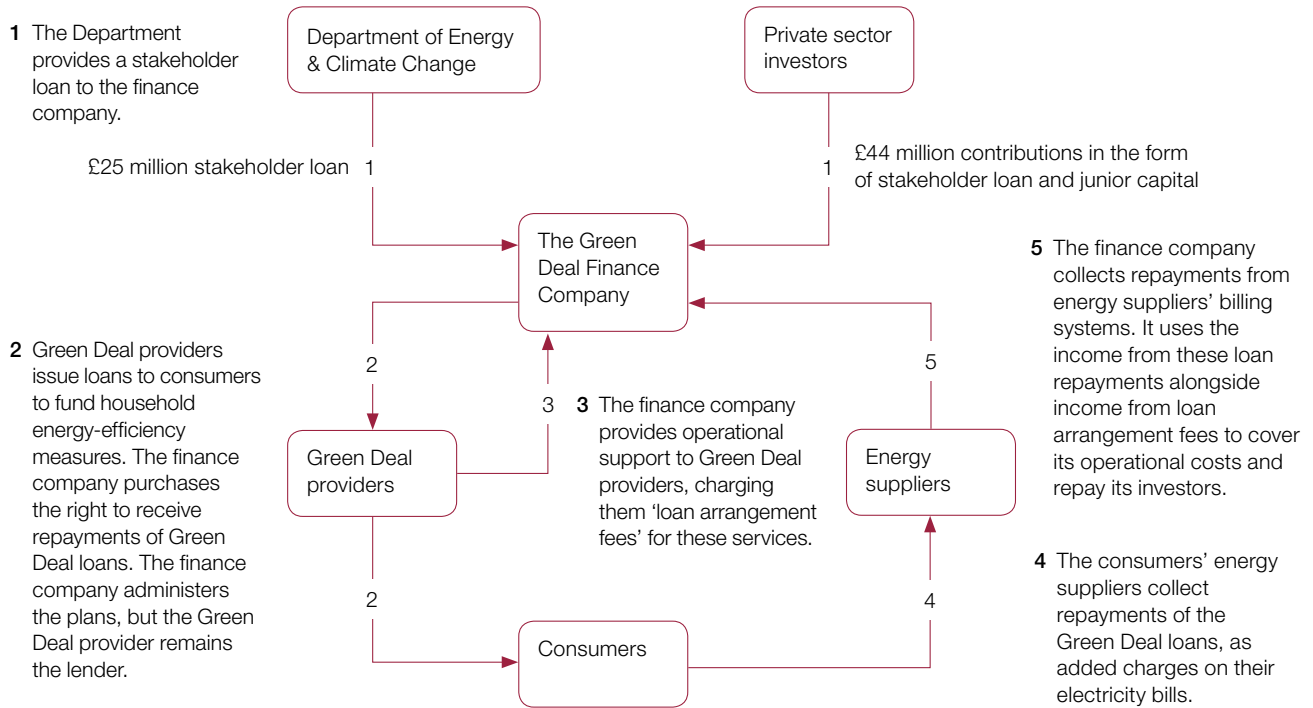 1 The Department
provides a stakeholder
loan to the finance
company.
Department of Energy
& Climate Change
Private sector
investors
£25 million stakeholder loan
1
1
£44 million contributions in the form
of stakeholder loan and junior capital
The Green
Deal Finance
Company
2 Green Deal providers
issue loans to consumers
to fund household
energy-efficiency
measures. The finance
company purchases
the right to receive
repayments of Green
Deal loans. The finance
company administers
the plans, but the Green
Deal provider remains
the lender.
2
3
Green Deal
providers
3 The finance company
provides operational
support to Green Deal
providers, charging
them ‘loan arrangement
fees’ for these services.
5
Energy
suppliers
5 The finance company
collects repayments from
energy suppliers’ billing
systems. It uses the
income from these loan
repayments alongside
income from loan
arrangement fees to cover
its operational costs and
repay its investors.
2
Consumers
4
4 The consumers’ energy
suppliers collect
repayments of the
Green Deal loans, as
added charges on their
electricity bills.